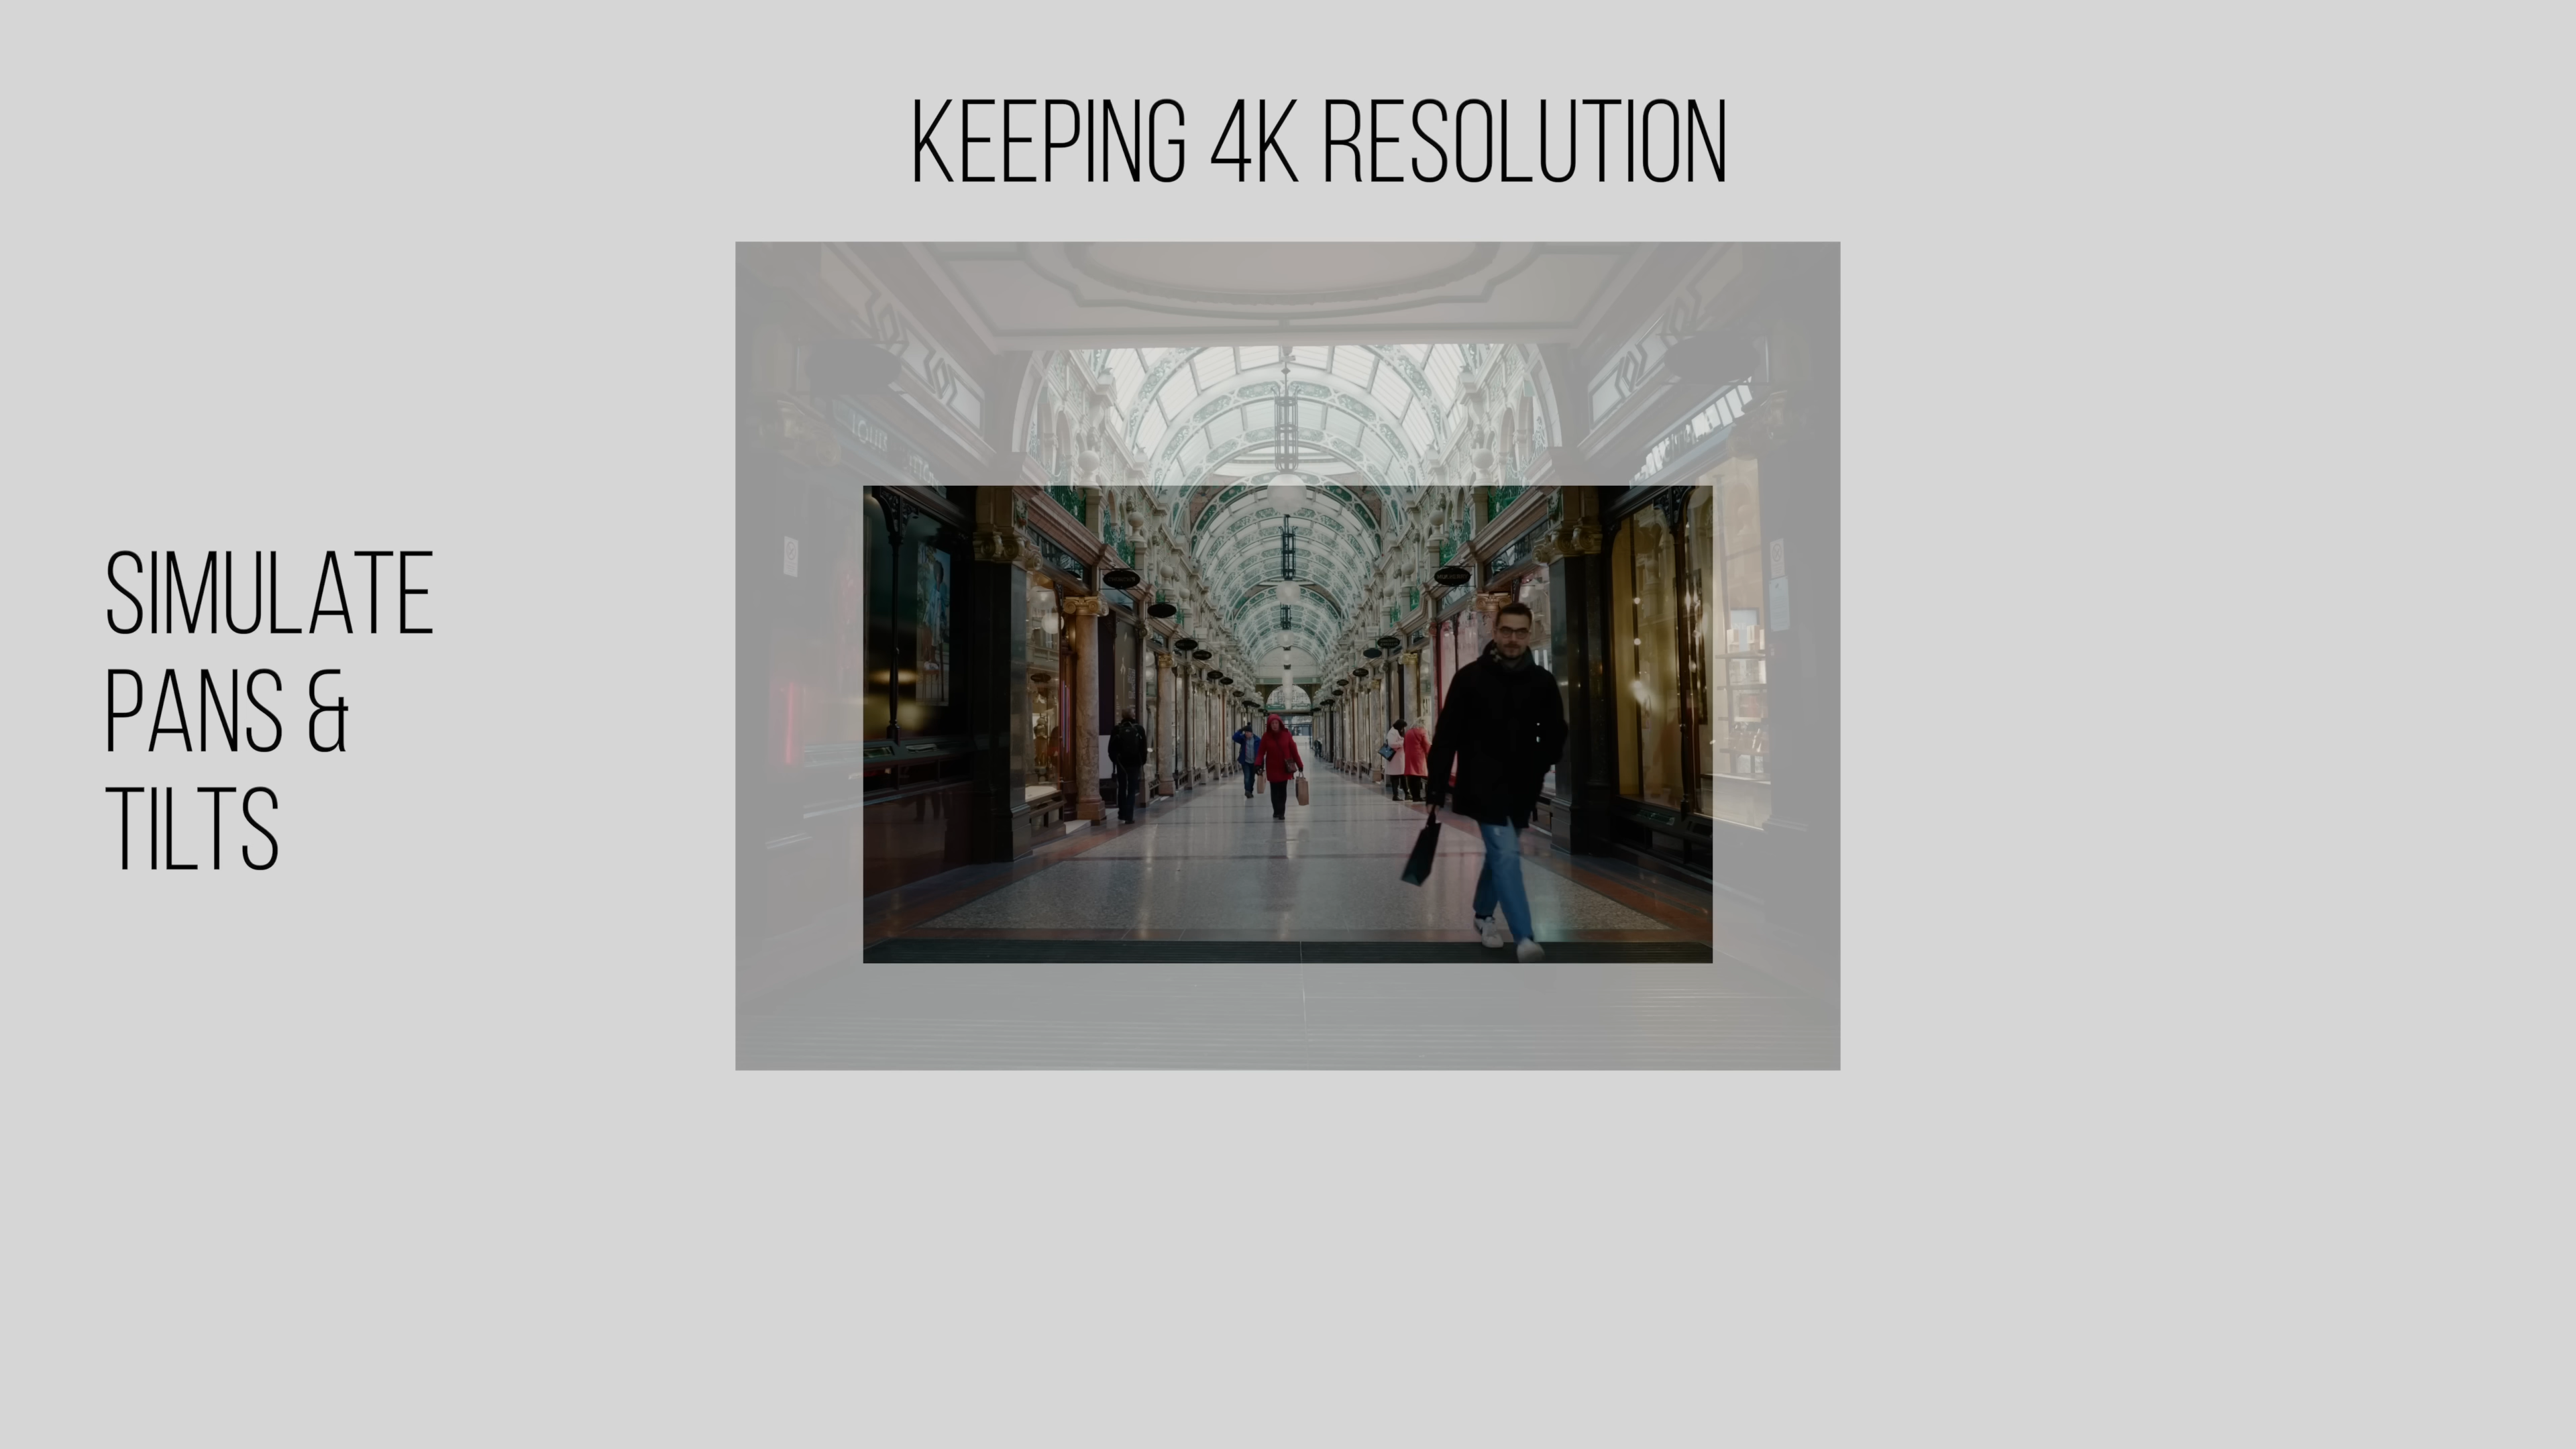 KEEPING 4K RESOLUTION
SIMULATE
PANS &
TILTS